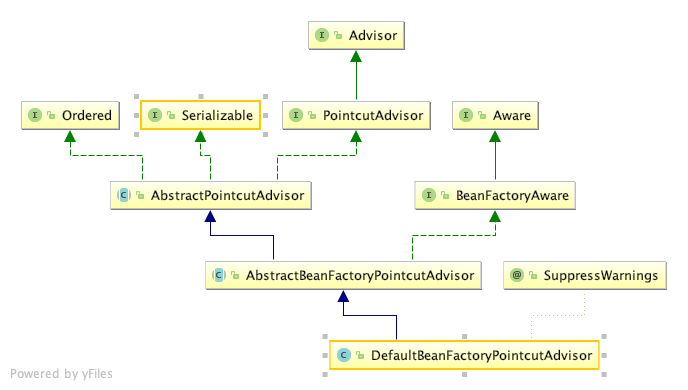 Advisor
Ordered
Serializable
PointcutAdvisor
Aware
AbstractPointcutAdvisor
BeanFactoryAware
AbstractBeanFactoryPointcutAdvisor
SuppressWarnings
DefaultBeanFactoryPointcutAdvisor
Powered by yFiles